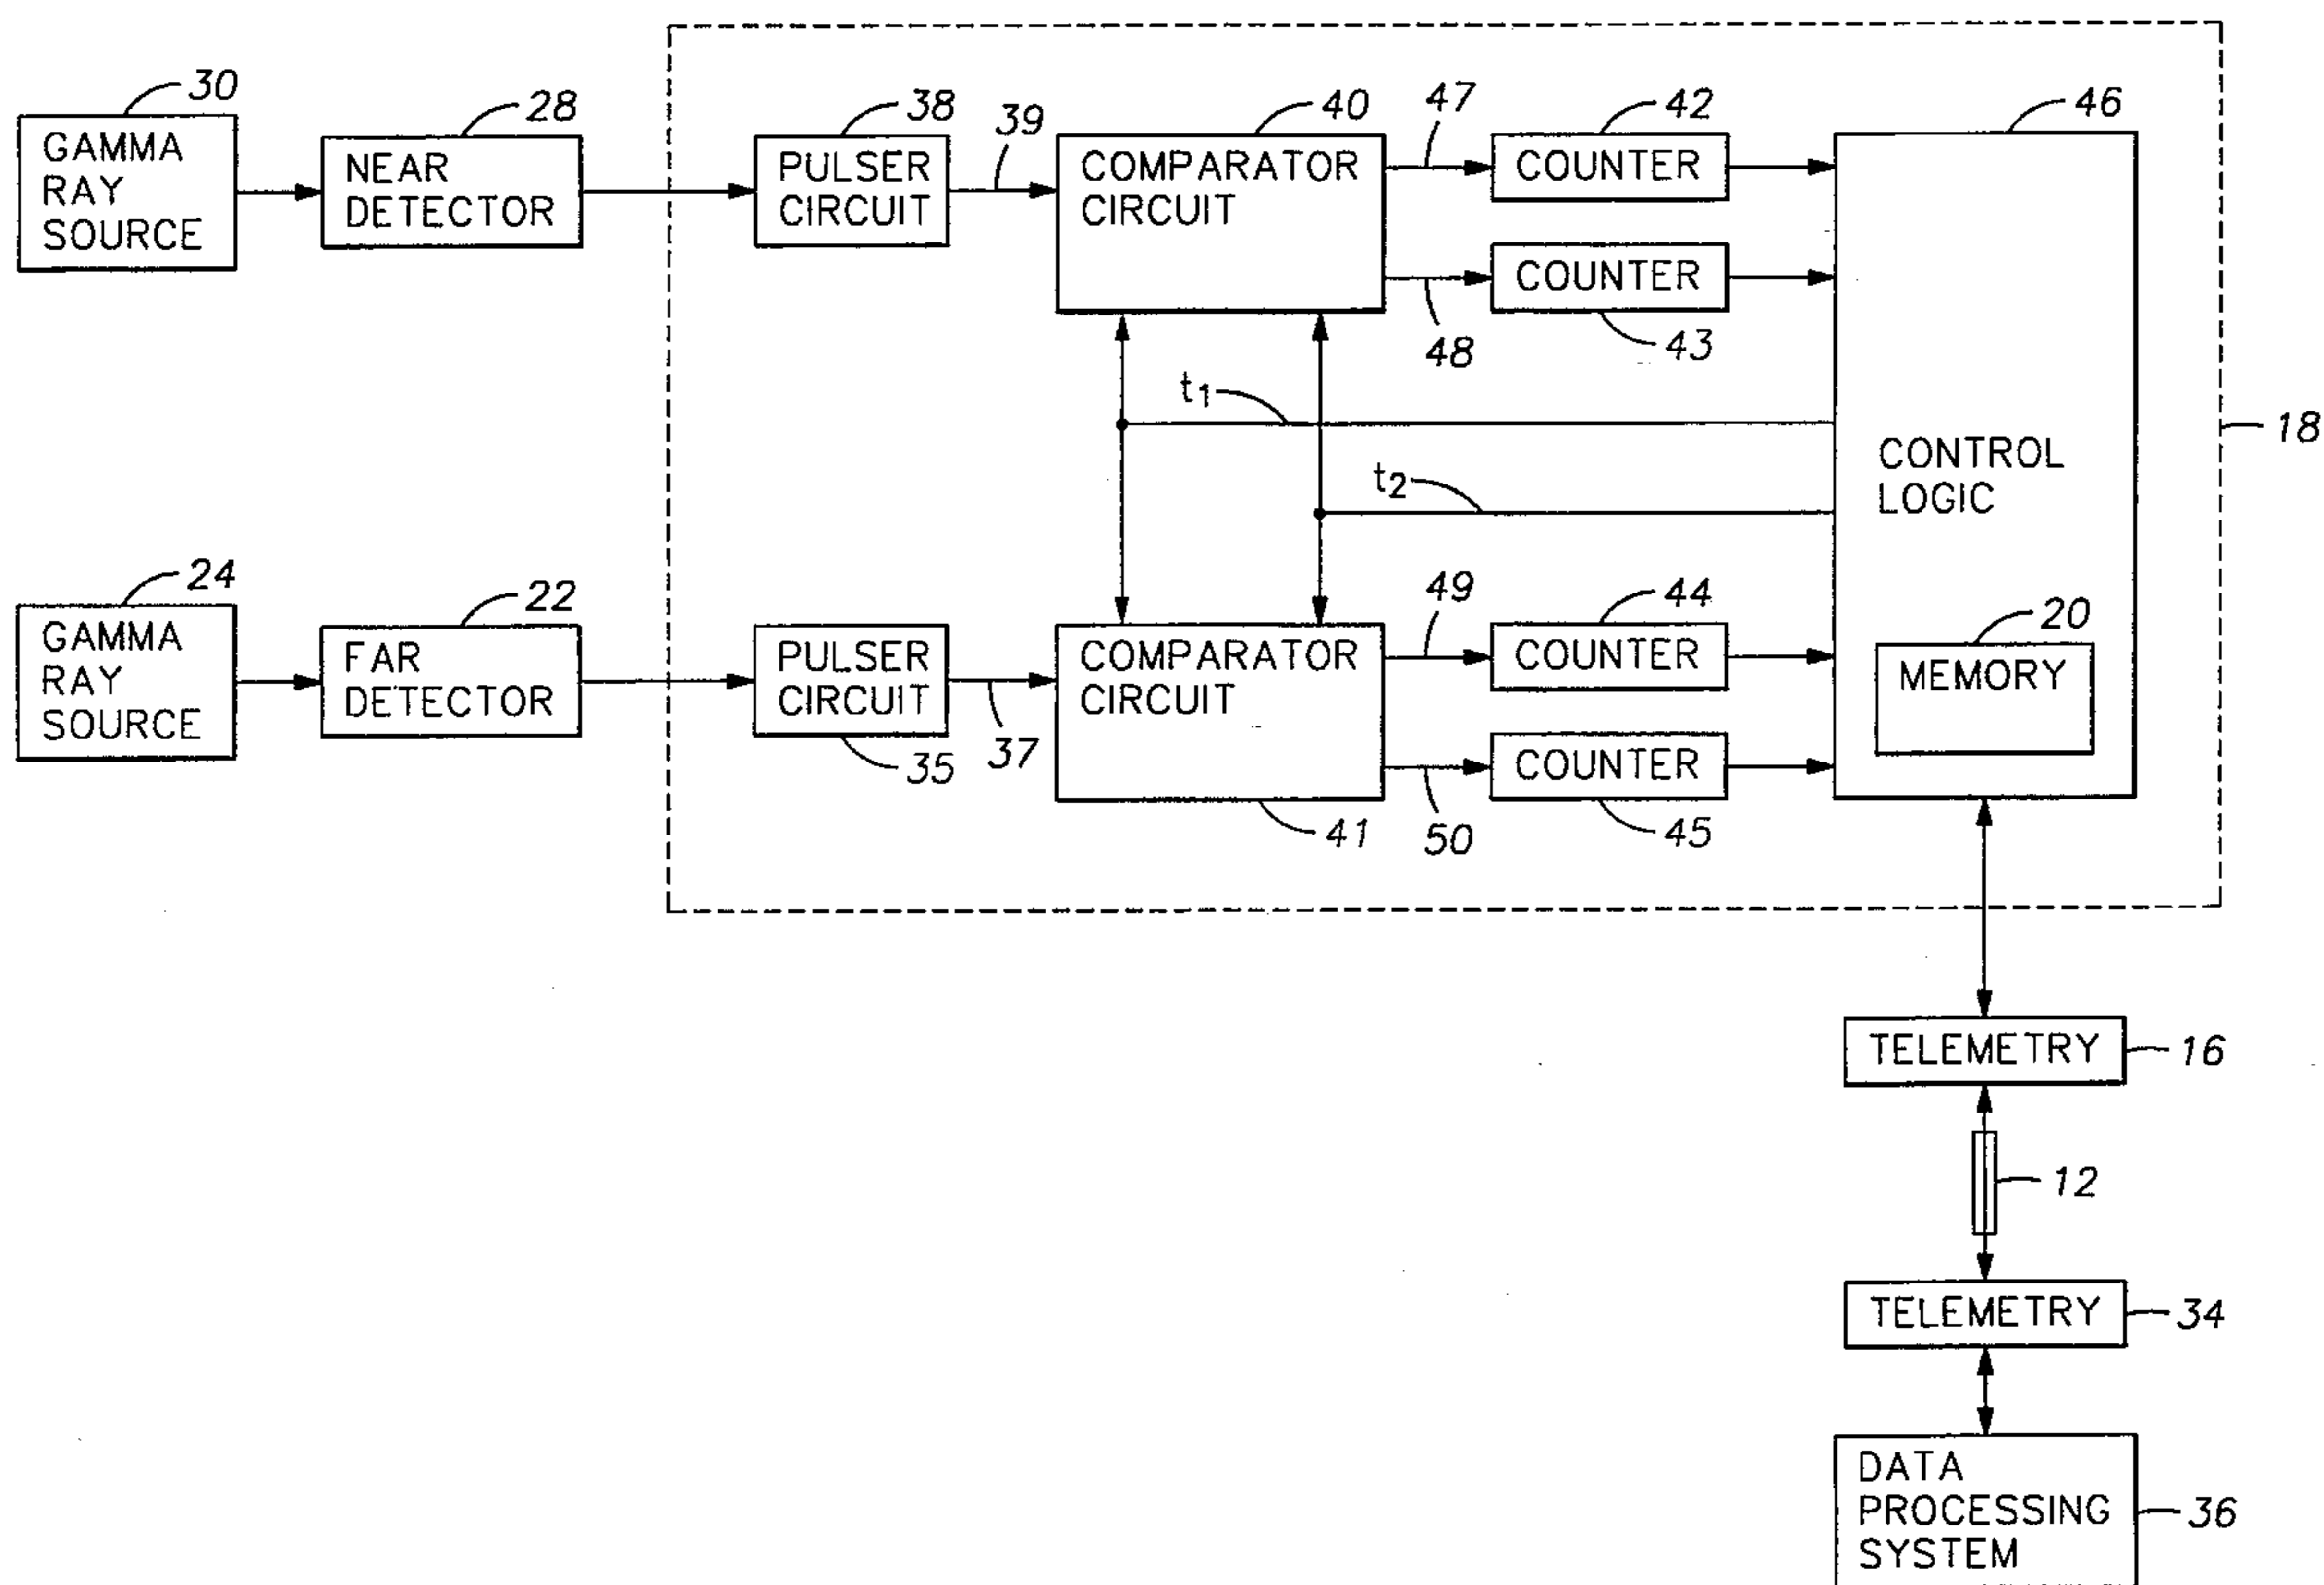 30
GAMMA
RAY
SOURCE
28
NEAR
DETECTOR
38
PULSER
CIRCUIT
39
40
COMPARATOR
CIRCUIT
47
42
COUNTER
48
COUNTER
43
46
CONTROL
LOGIC
18
t1
t2
24
GAMMA
RAY
SOURCE
22
FAR
DETECTOR
PULSER
CIRCUIT
35
37
COMPARATOR
CIRCUIT
41
49
44
COUNTER
50
COUNTER
45
20
MEMORY
TELEMETRY
16
12
TELEMETRY
34
DATA
PROCESSING
SYSTEM
36